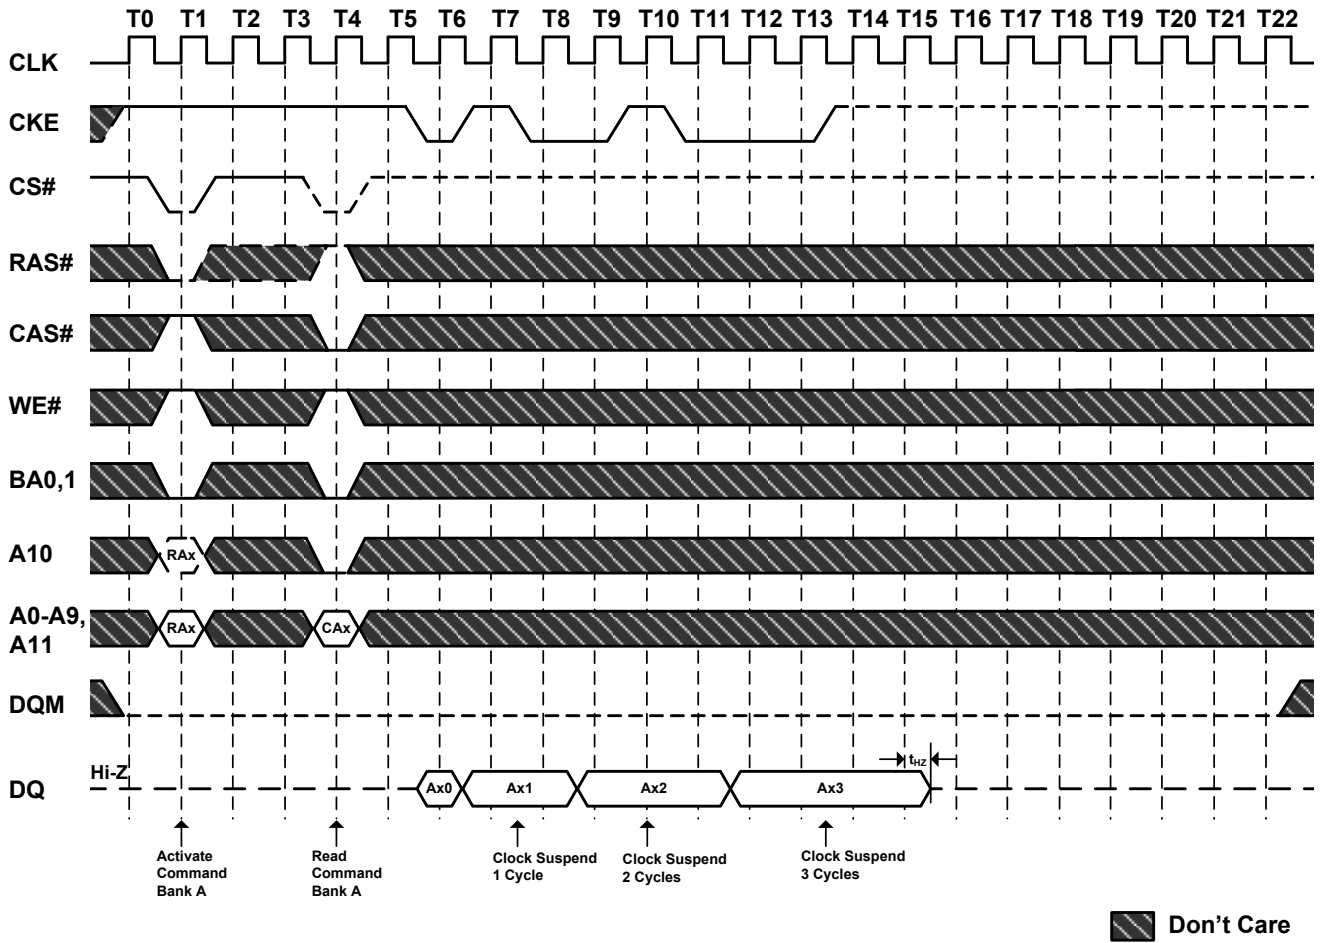 T0 T1 T2 T3 T4 T5 T6 T7 T8 T9 T10 T11 T12 T13 T14 T15 T16 T17 T18 T19 T20 T21 T22
CLK
CKE
CS#
RAS#
CAS#
WE#
BA0,1
A10
RAx
A0-A9,
A11
RAx
CAx
DQM
tHZ
Hi-Z
DQ
Ax0
Ax1
Ax2
Ax3
Activate
Command
Bank A
Read
Command
Bank A
Clock Suspend
1 Cycle
Clock Suspend
2 Cycles
Clock Suspend
3 Cycles
Don't Care